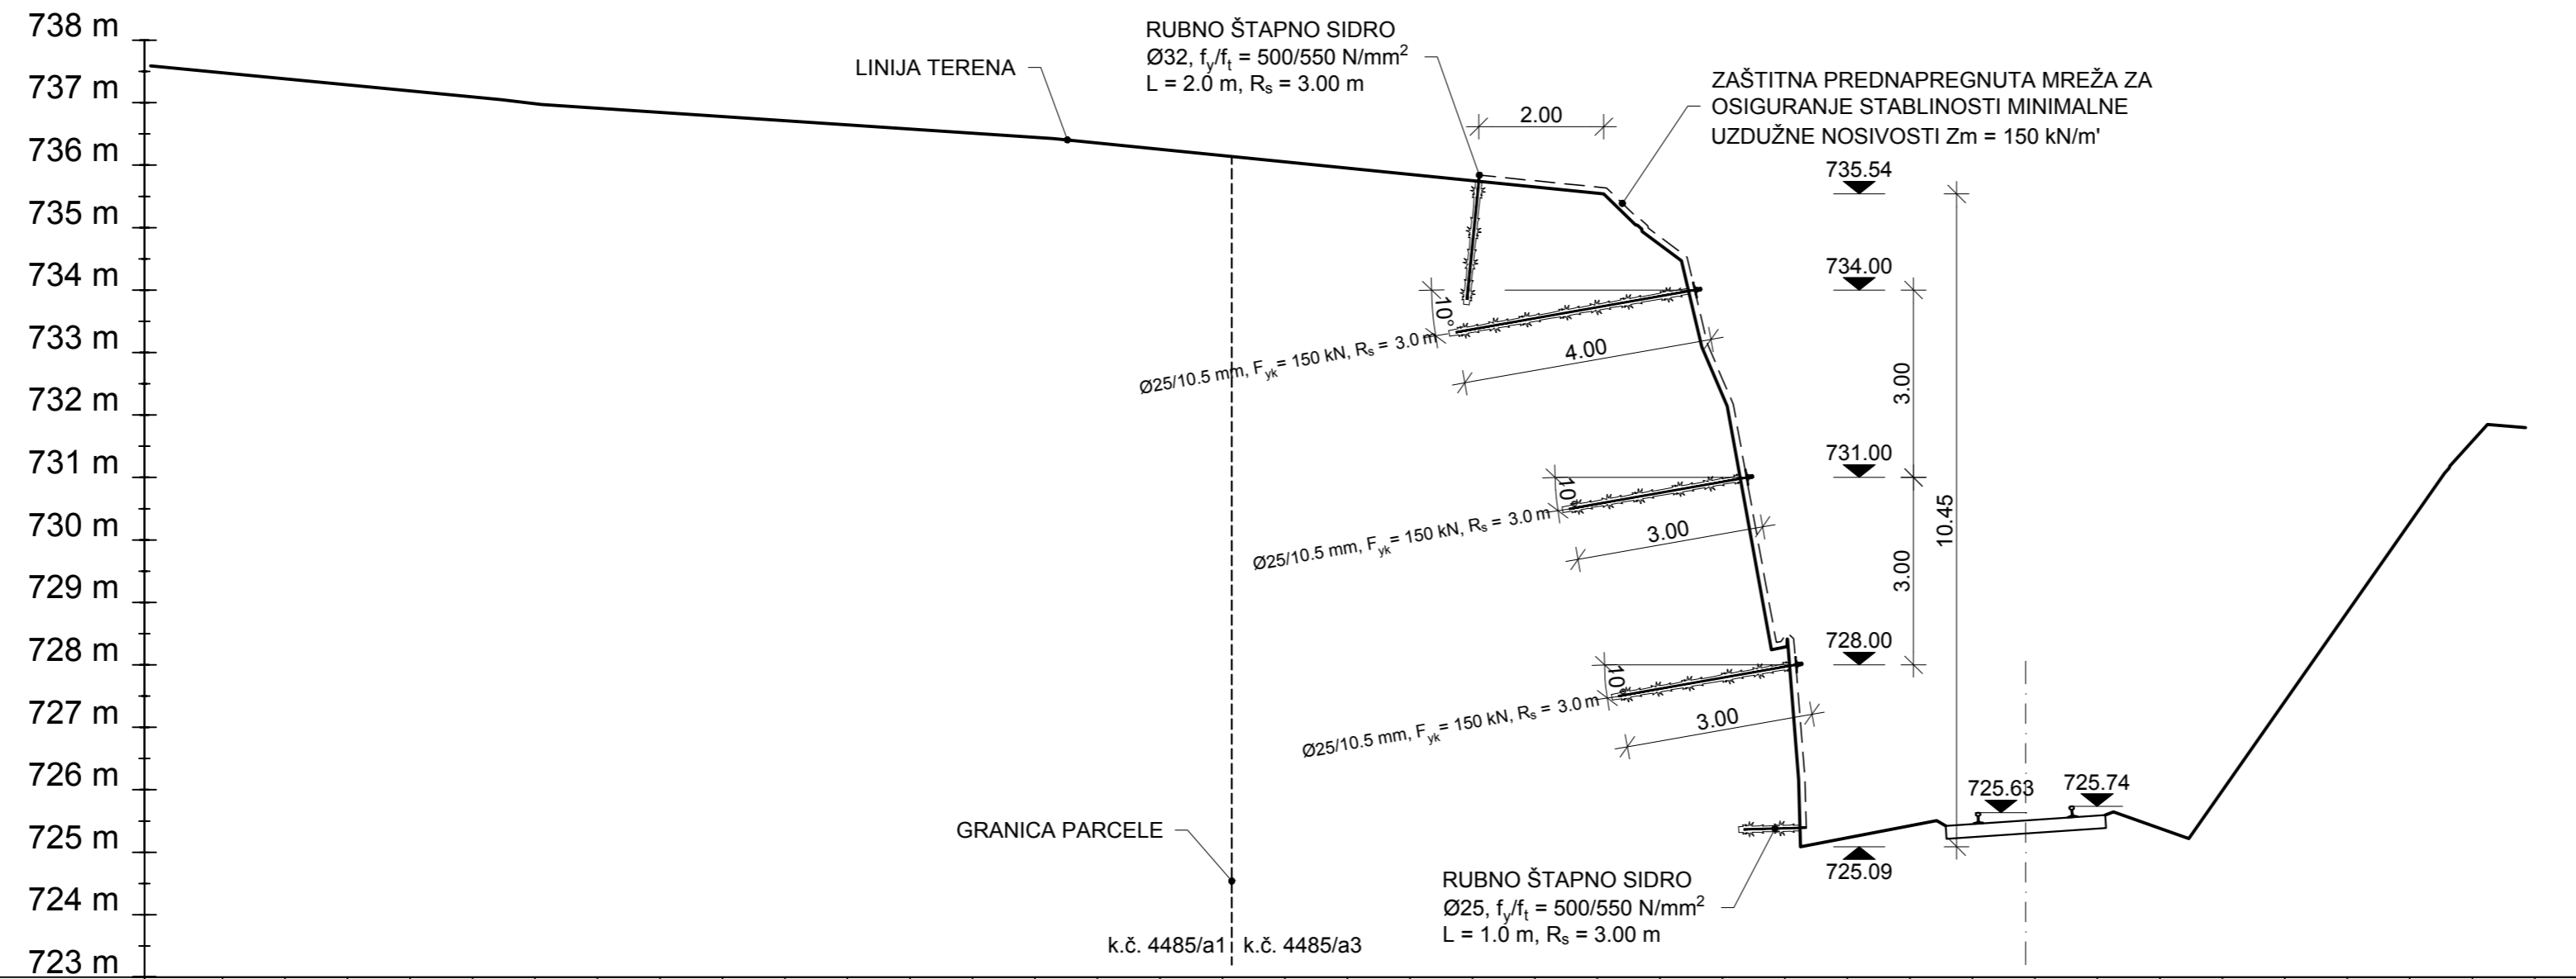 738 m
737 m
736 m
735 m
734 m
733 m
732 m
731 m
730 m
729 m
728 m
727 m
726 m
725 m
724 m
723 m
LINIJA TERENA
RUBNO ŠTAPNO SIDRO
Ø32, fy/ft = 500/550 N/mm²
L = 2.0 m, Rs = 3.00 m
2.00
ZAŠTITNA PREDNAPREGNUTA MREŽA ZA
OSIGURANJE STABLINOSTI MINIMALNE
UZDUŽNE NOSIVOSTI Zm = 150 kN/m'
735.54
734.00
10°
Ø25/10.5 mm, Fyk= 150 kN, Rs = 3.0 m
4.00
3.00
731.00
10°
Ø25/10.5 mm, Fyk= 150 kN, Rs = 3.0 m
3.00
10.45
3.00
728.00
10°
Ø25/10.5 mm, Fyk= 150 kN, Rs = 3.0 m
3.00
725.63
725.74
GRANICA PARCELE
725.09
RUBNO ŠTAPNO SIDRO
Ø25, fy/ft = 500/550 N/mm²
L = 1.0 m, Rs = 3.00 m
k.č. 4485/a1
k.č. 4485/a3